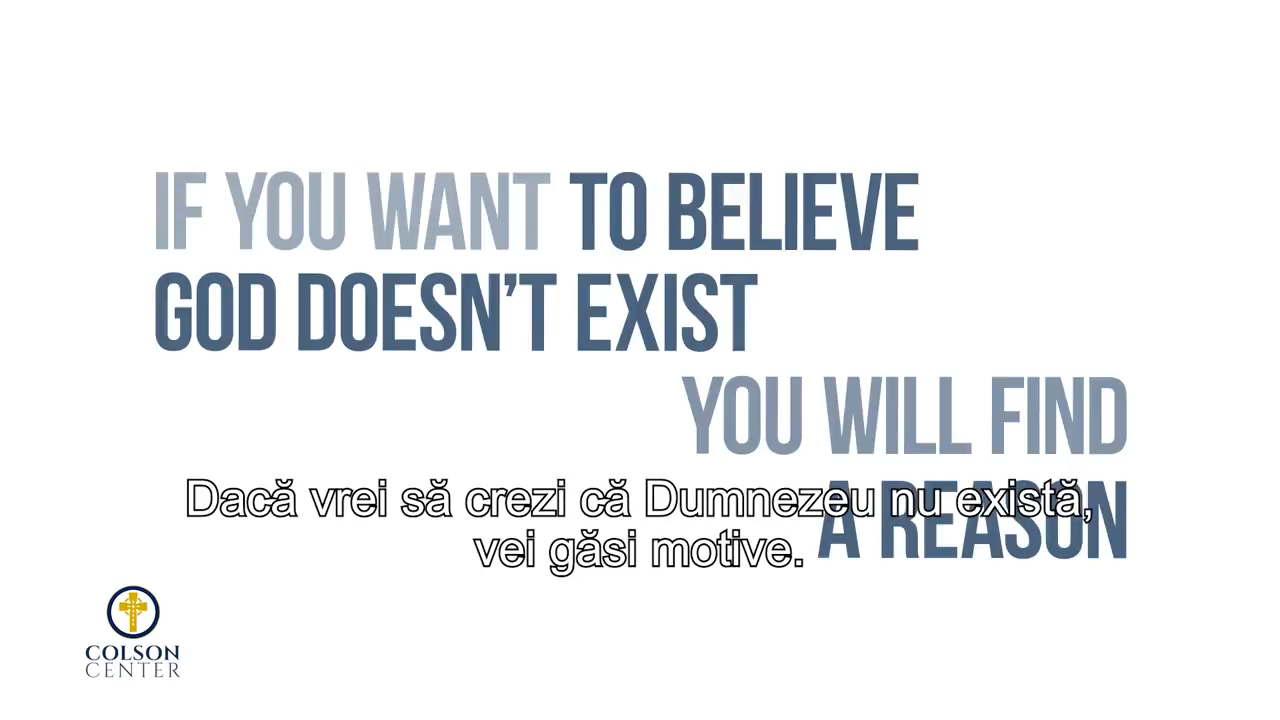 IF YOU WANT TO BELIEVE
GOD DOESN'T EXIST
YOU WILL FIND
A REASON
Dacă vrei să crezi că Dumnezeu nu există,
vei găsi motive.
COLSON
CENTER